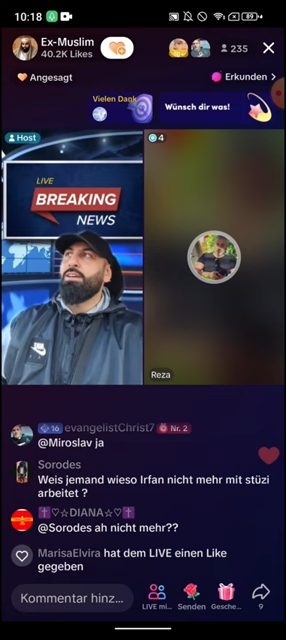 10:18
89
Ex-Muslim
40.2K Likes
235
Angesagt
Erkunden
Vielen Dank
Wünsch dir was!
Host
4
LIVE
BREAKING
NEWS
Reza
16 evangelistChrist7 Nr. 2
@Miroslav ja
Sorodes
Weis jemand wieso Irfan nicht mehr mit stüzi
arbeitet ?
✝️♡☆DIANA☆♡✝️
@Sorodes ah nicht mehr??
MarisaElvira hat dem LIVE einen Like
gegeben
Kommentar hinz...
LIVE mi...
Senden
Gesche...
9